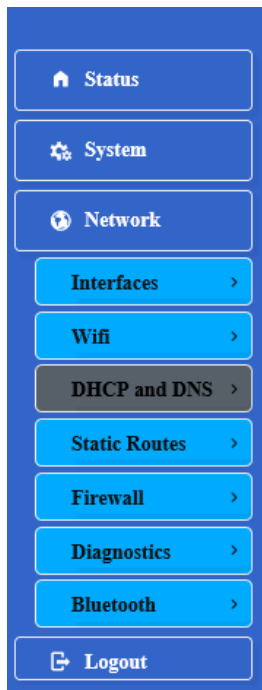 Status
System
Network
Interfaces
Wifi
DHCP and DNS
Static Routes
Firewall
Diagnostics
Bluetooth
Logout